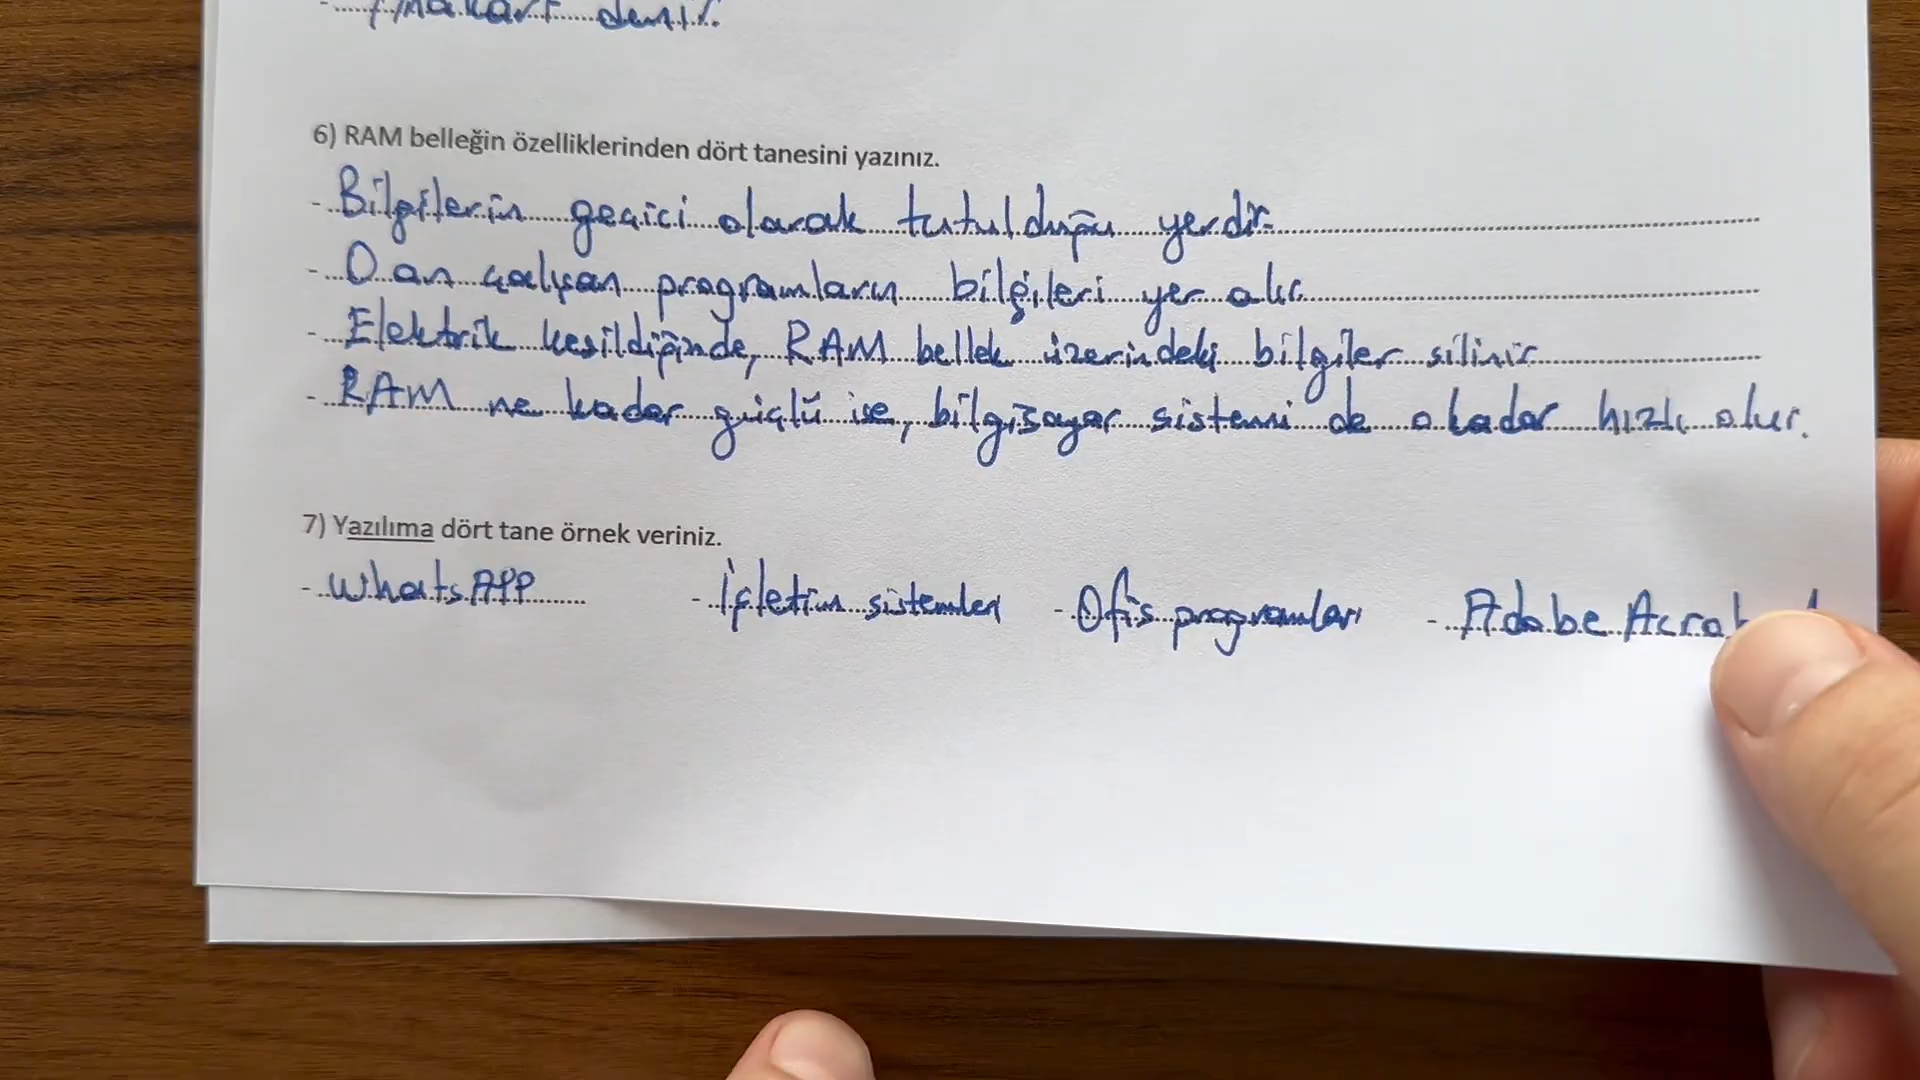 - Anakart denir.
6) RAM belleğin özelliklerinden dört tanesini yazınız.
- Bilgilerin geçici olarak tutulduğu yerdir.
- O an çalışan programların bilgileri yer alır.
- Elektrik kesildiğinde, RAM bellek üzerindeki bilgiler silinir.
- RAM ne kadar güçlü ise, bilgisayar sistemi de o kadar hızlı olur.
7) Yazılıma dört tane örnek veriniz.
- WhatsAPP - İşletim sistemleri - Ofis programları - Adobe